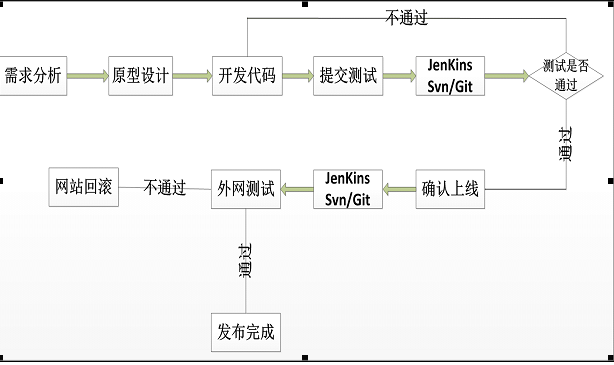 不通过
需求分析
原型设计
开发代码
提交测试
JenKins
Svn/Git
测试是否
通过
通过
网站回滚
不通过
外网测试
JenKins
Svn/Git
确认上线
通过
发布完成